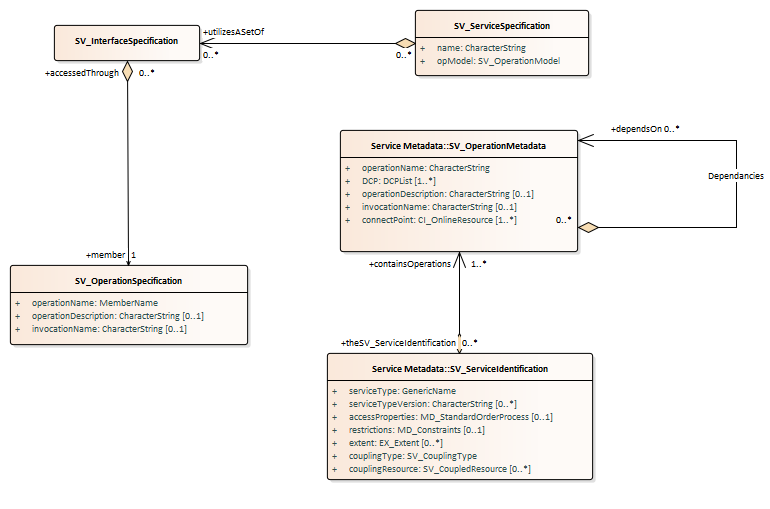 SV_InterfaceSpecification
+utilizesASetOf
0..*
0..*
SV_ServiceSpecification
+ name: CharacterString
+ opModel: SV_OperationModel
+accessedThrough
0..*
+member 1
SV_OperationSpecification
+ operationName: MemberName
+ operationDescription: CharacterString [0..1]
+ invocationName: CharacterString [0..1]
Service Metadata::SV_OperationMetadata
+ operationName: CharacterString
+ DCP: DCPList [1..*]
+ operationDescription: CharacterString [0..1]
+ invocationName: CharacterString [0..1]
+ connectPoint: CI_OnlineResource [1..*]
0..*
+dependsOn 0..*
Dependancies
+containsOperations 1..*
+theSV_ServiceIdentification 0..*
Service Metadata::SV_ServiceIdentification
+ serviceType: GenericName
+ serviceTypeVersion: CharacterString [0..*]
+ accessProperties: MD_StandardOrderProcess [0..1]
+ restrictions: MD_Constraints [0..1]
+ extent: EX_Extent [0..*]
+ couplingType: SV_CouplingType
+ couplingResource: SV_CoupledResource [0..*]